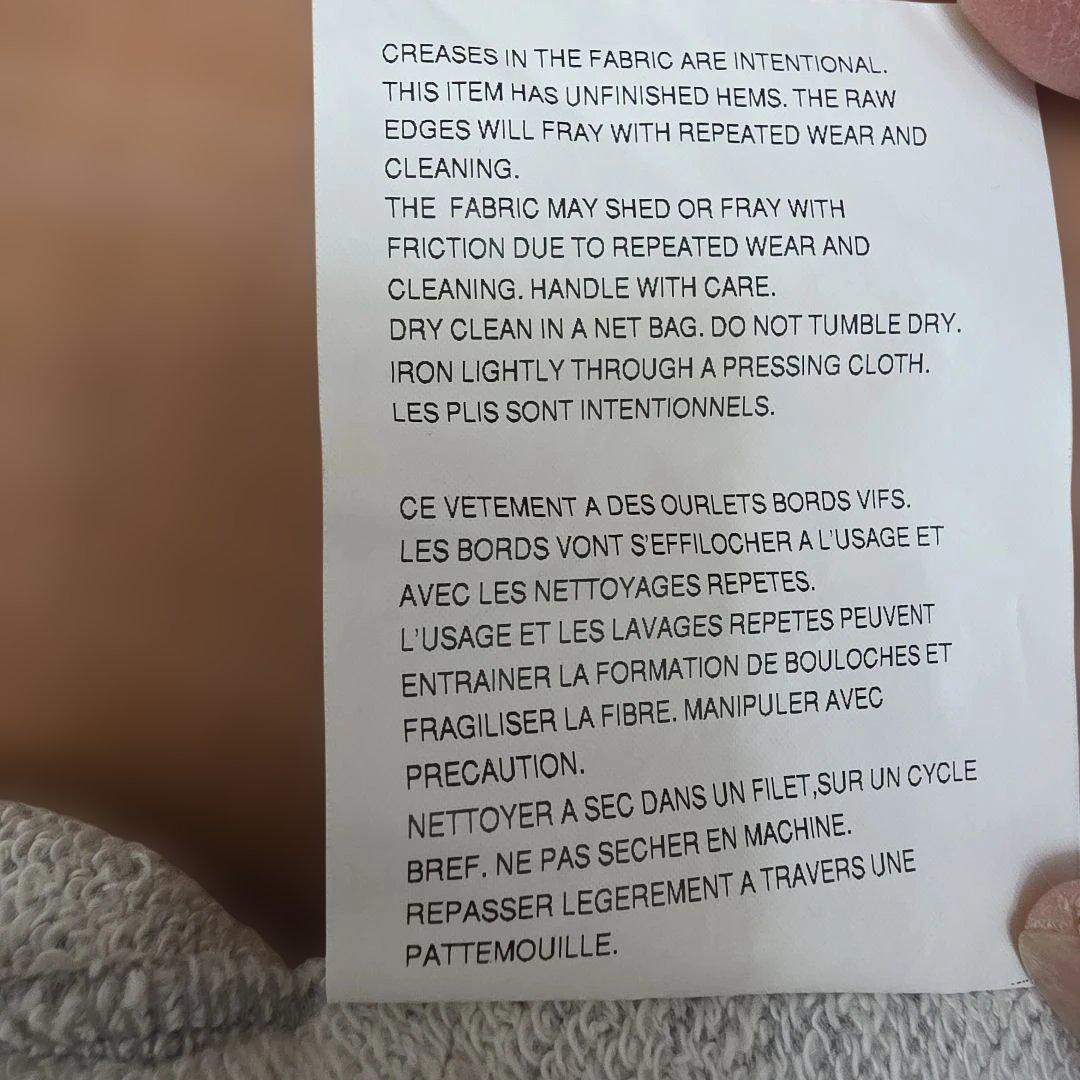 CREASES IN THE FABRIC ARE INTENTIONAL.
THIS ITEM HAS UNFINISHED HEMS. THE RAW
EDGES WILL FRAY WITH REPEATED WEAR AND
CLEANING.
THE FABRIC MAY SHED OR FRAY WITH
FRICTION DUE TO REPEATED WEAR AND
CLEANING. HANDLE WITH CARE.
DRY CLEAN IN A NET BAG. DO NOT TUMBLE DRY.
IRON LIGHTLY THROUGH A PRESSING CLOTH.
LES PLIS SONT INTENTIONNELS.
CE VETEMENT A DES OURLETS BORDS VIFS.
LES BORDS VONT S'EFFILOCHER A L'USAGE ET
AVEC LES NETTOYAGES REPETES.
L'USAGE ET LES LAVAGES REPETES PEUVENT
ENTRAINER LA FORMATION DE BOULOCHES ET
FRAGILISER LA FIBRE. MANIPULER AVEC
PRECAUTION.
NETTOYER A SEC DANS UN FILET,SUR UN CYCLE
BREF. NE PAS SECHER EN MACHINE.
REPASSER LEGEREMENT A TRAVERS UNE
PATTEMOUILLE.